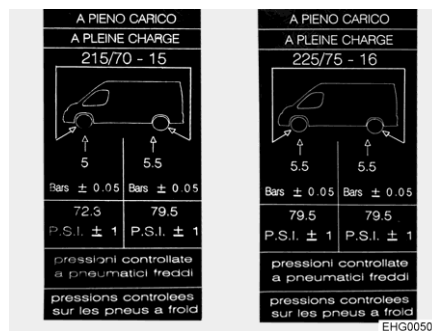 A PIENO CARICO
A PLEINE CHARGE
215/70 - 15
5 5.5
Bars ± 0.05 Bars ± 0.05
72.3 79.5
P.S.I. ± 1 P.S.I. ± 1
pressioni controllate
a pneumatici freddi
pressions controlees
sur les pneus a froid
A PIENO CARICO
A PLEINE CHARGE
225/75 - 16
5.5 5.5
Bars ± 0.05 Bars ± 0.05
79.5 79.5
P.S.I. ± 1 P.S.I. ± 1
pressioni controllate
a pneumatici freddi
pressions controlees
sur les pneus a froid
EHG0050